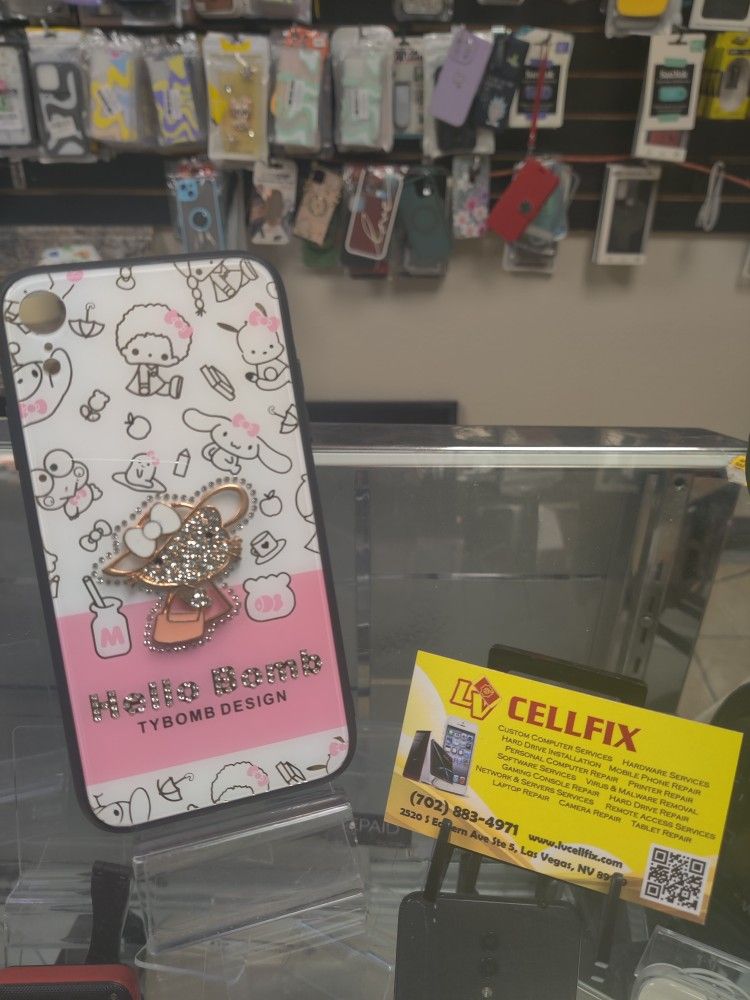 Hello Bomb
TYBOMB DESIGN
M
PAID
LV CELLFIX
CUSTOM COMPUTER SERVICES HARDWARE SERVICES
HARD DRIVE INSTALLATION MOBILE PHONE REPAIR
PERSONAL COMPUTER REPAIR PRINTER REPAIR
SOFTWARE SERVICES VIRUS & MALWARE REMOVAL
GAMING CONSOLE REPAIR HARD DRIVE REPAIR
NETWORK & SERVERS SERVICES REMOTE ACCESS SERVICES
LAPTOP REPAIR CAMERA REPAIR TABLET REPAIR
(702) 883-4971 www.lvcellfix.com
2520 S Eastern Ave Ste 5, Las Vegas, NV